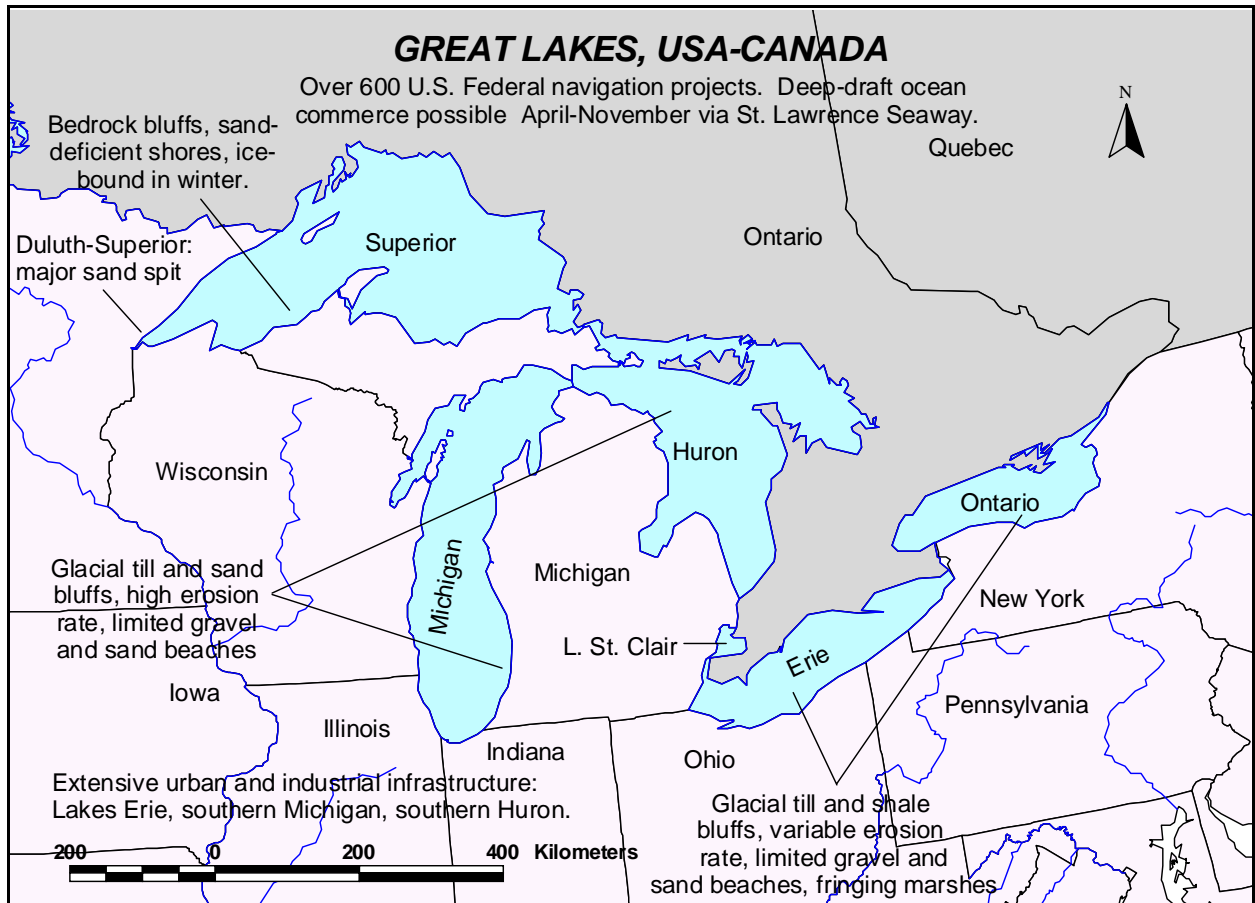 GREAT LAKES, USA-CANADA
Over 600 U.S. Federal navigation projects.  Deep-draft ocean
commerce possible  April-November via St. Lawrence Seaway.
N
Bedrock bluffs, sand-
deficient shores, ice-
bound in winter.
Quebec
Ontario
Superior
Duluth-Superior:
major sand spit
Huron
Wisconsin
Ontario
Michigan
Michigan
Glacial till and sand
bluffs, high erosion
rate, limited gravel
and sand beaches
New York
L. St. Clair
Erie
Iowa
Pennsylvania
Illinois
Indiana
Ohio
Extensive urban and industrial infrastructure:
Lakes Erie, southern Michigan, southern Huron.
Glacial till and shale
bluffs, variable erosion
rate, limited gravel and
sand beaches, fringing marshes
200 0 200 400 Kilometers